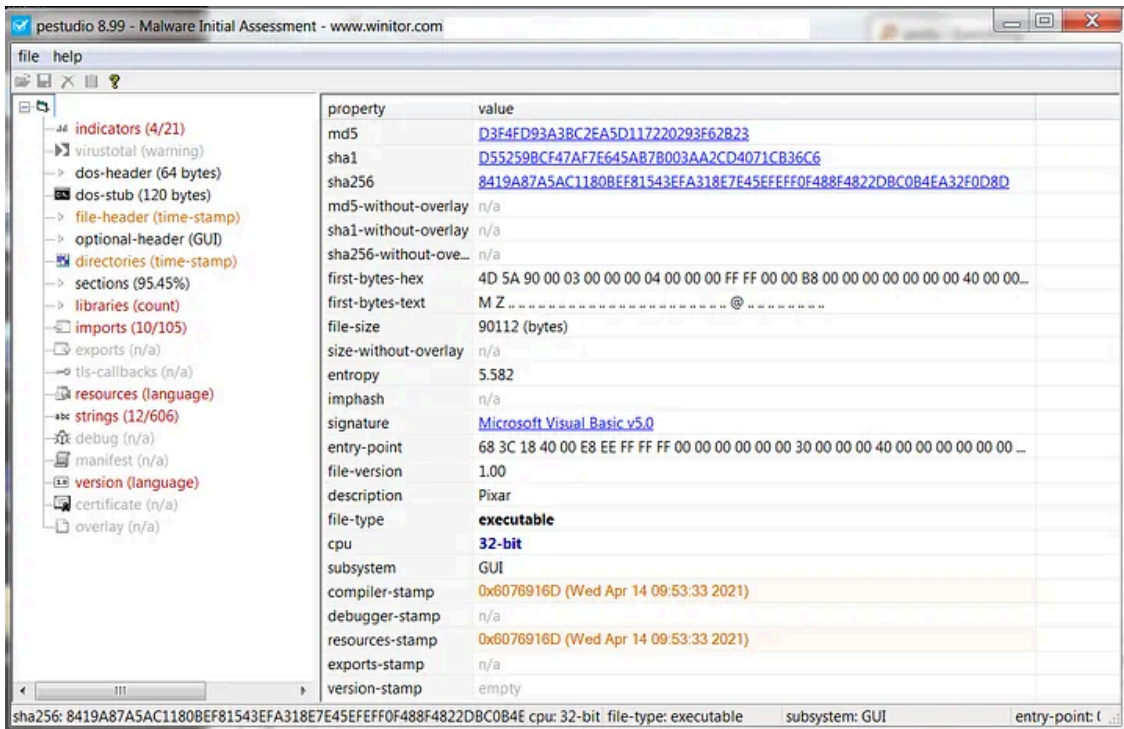 pestudio 8.99 - Malware Initial Assessment - www.winitor.com
file help
indicators (4/21)
virustotal (warning)
dos-header (64 bytes)
dos-stub (120 bytes)
file-header (time-stamp)
optional-header (GUI)
directories (time-stamp)
sections (95.45%)
libraries (count)
imports (10/105)
exports (n/a)
tls-callbacks (n/a)
resources (language)
strings (12/606)
debug (n/a)
manifest (n/a)
version (language)
certificate (n/a)
overlay (n/a)
property value
md5 D3F4FD93A3BC2EA5D117220293F62B23
sha1 D55259BCF47AF7E645AB7B003AA2CD4071CB36C6
sha256 8419A87A5AC1180BEF81543EFA318E7E45EFEFF0F488F4822DBC0B4EA32F0D8D
md5-without-overlay n/a
sha1-without-overlay n/a
sha256-without-ove... n/a
first-bytes-hex 4D 5A 90 00 03 00 00 00 04 00 00 00 FF FF 00 00 B8 00 00 00 00 00 00 00 40 00 00...
first-bytes-text M Z .. .. .. .. .. .. .. .. .. .. .. .. .. .. .. .. .. .. .. .. @ .. .. .. .. .. .. .. ..
file-size 90112 (bytes)
size-without-overlay n/a
entropy 5.582
imphash n/a
signature Microsoft Visual Basic v5.0
entry-point 68 3C 18 40 00 E8 EE FF FF FF 00 00 00 00 00 00 30 00 00 00 40 00 00 00 00 00 00 ...
file-version 1.00
description Pixar
file-type executable
cpu 32-bit
subsystem GUI
compiler-stamp 0x6076916D (Wed Apr 14 09:53:33 2021)
debugger-stamp n/a
resources-stamp 0x6076916D (Wed Apr 14 09:53:33 2021)
exports-stamp n/a
version-stamp empty
sha256: 8419A87A5AC1180BEF81543EFA318E7E45EFEFF0F488F4822DBC0B4E cpu: 32-bit file-type: executable subsystem: GUI entry-point: (